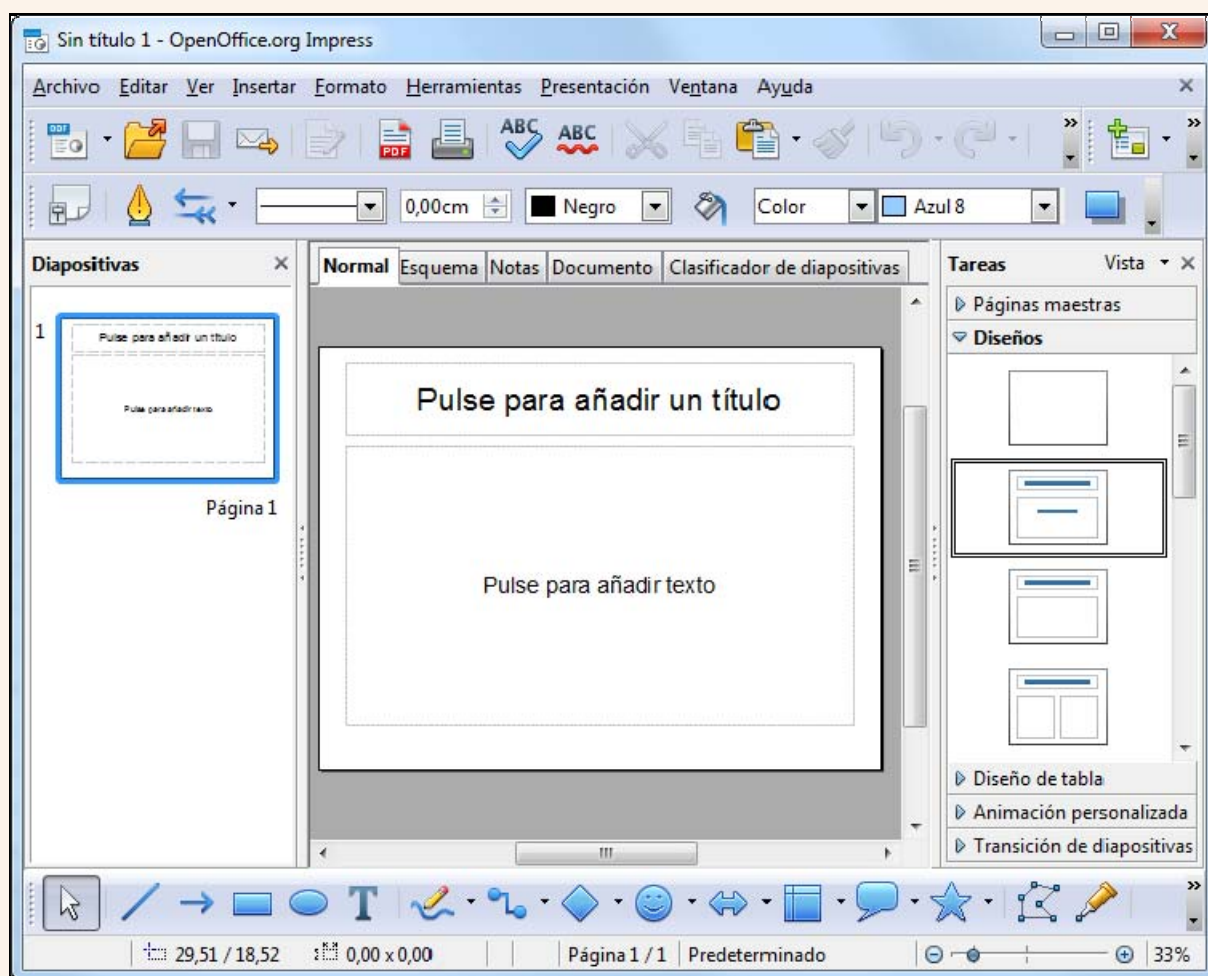 Sin título 1 - OpenOffice.org Impress
Archivo Editar Ver Insertar Formato Herramientas Presentación Ventana Ayuda
ODF PDF ABC ABC
0,00cm Negro Color Azul 8
Diapositivas
1
Pulse para añadir un título
Pulse para añadir texto
Página 1
Normal Esquema Notas Documento Clasificador de diapositivas
Pulse para añadir un título
Pulse para añadir texto
Tareas Vista
Páginas maestras
Diseños
Diseño de tabla
Animación personalizada
Transición de diapositivas
T
29,51 / 18,52 0,00 x 0,00 Página 1 / 1 Predeterminado 33%